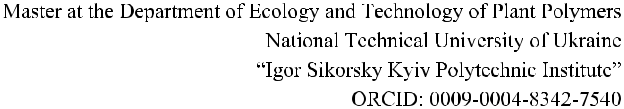 Master at the Department of Ecology and Technology of Plant Polymers
National Technical University of Ukraine
“Igor Sikorsky Kyiv Polytechnic Institute”
ORCID: 0009-0004-8342-7540